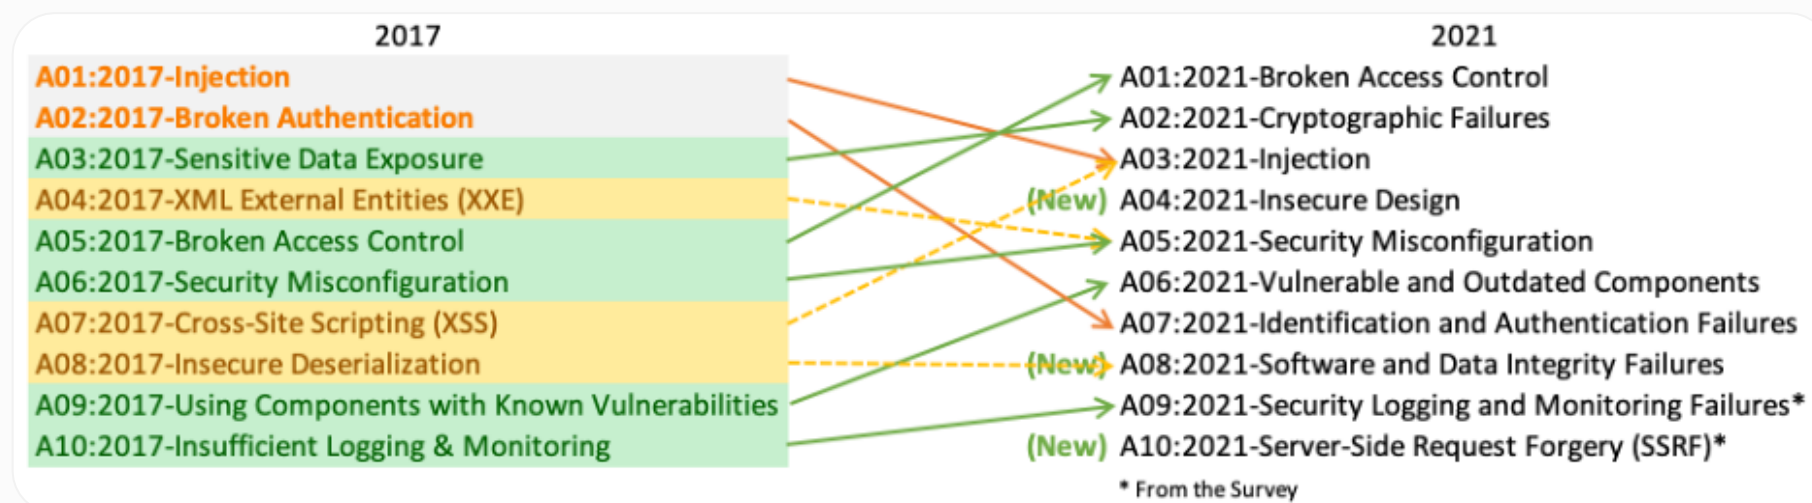 2017
A01:2017-Injection
A02:2017-Broken Authentication
A03:2017-Sensitive Data Exposure
A04:2017-XML External Entities (XXE)
A05:2017-Broken Access Control
A06:2017-Security Misconfiguration
A07:2017-Cross-Site Scripting (XSS)
A08:2017-Insecure Deserialization
A09:2017-Using Components with Known Vulnerabilities
A10:2017-Insufficient Logging & Monitoring
2021
A01:2021-Broken Access Control
A02:2021-Cryptographic Failures
A03:2021-Injection
(New) A04:2021-Insecure Design
A05:2021-Security Misconfiguration
A06:2021-Vulnerable and Outdated Components
A07:2021-Identification and Authentication Failures
(New) A08:2021-Software and Data Integrity Failures
A09:2021-Security Logging and Monitoring Failures*
(New) A10:2021-Server-Side Request Forgery (SSRF)*
* From the Survey